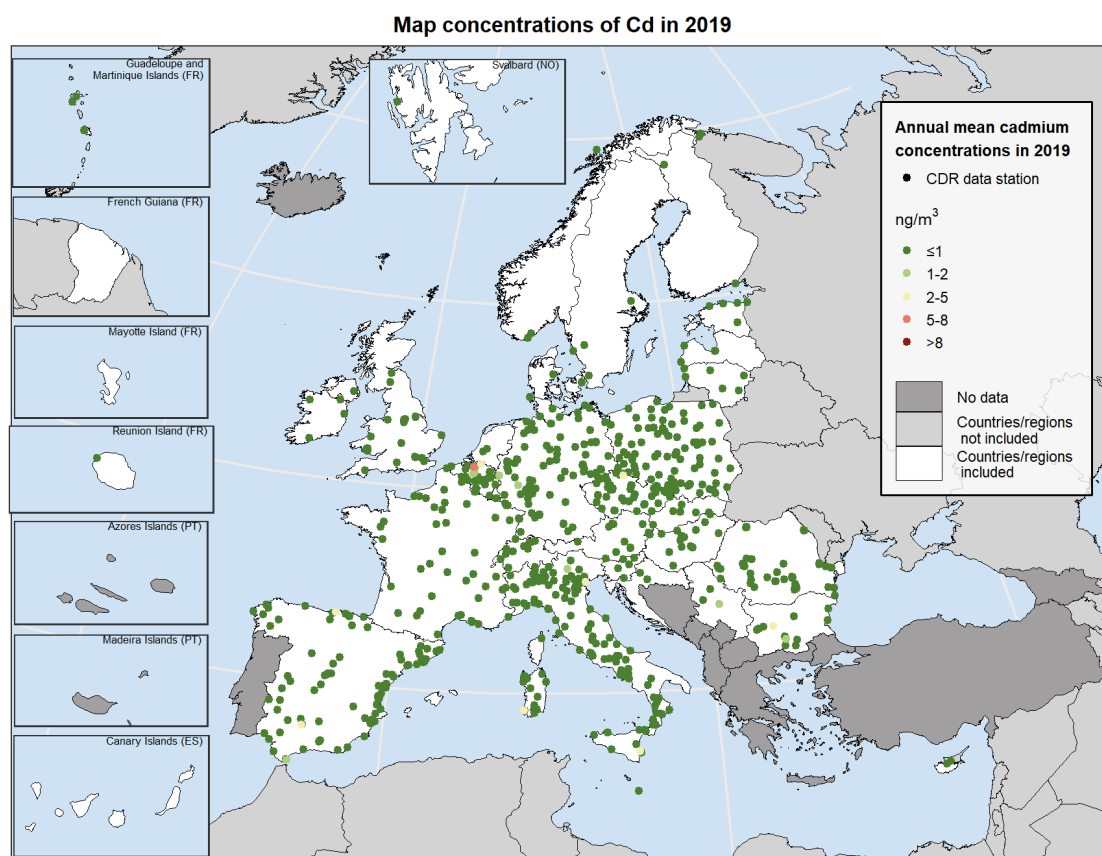 Map concentrations of Cd in 2019
Guadeloupe and
Martinique Islands (FR)
Svalbard (NO)
French Guiana (FR)
Mayotte Island (FR)
Reunion Island (FR)
Azores Islands (PT)
Madeira Islands (PT)
Canary Islands (ES)
Annual mean cadmium
concentrations in 2019
CDR data station
ng/m³
≤1
1-2
2-5
5-8
>8
No data
Countries/regions
not included
Countries/regions
included